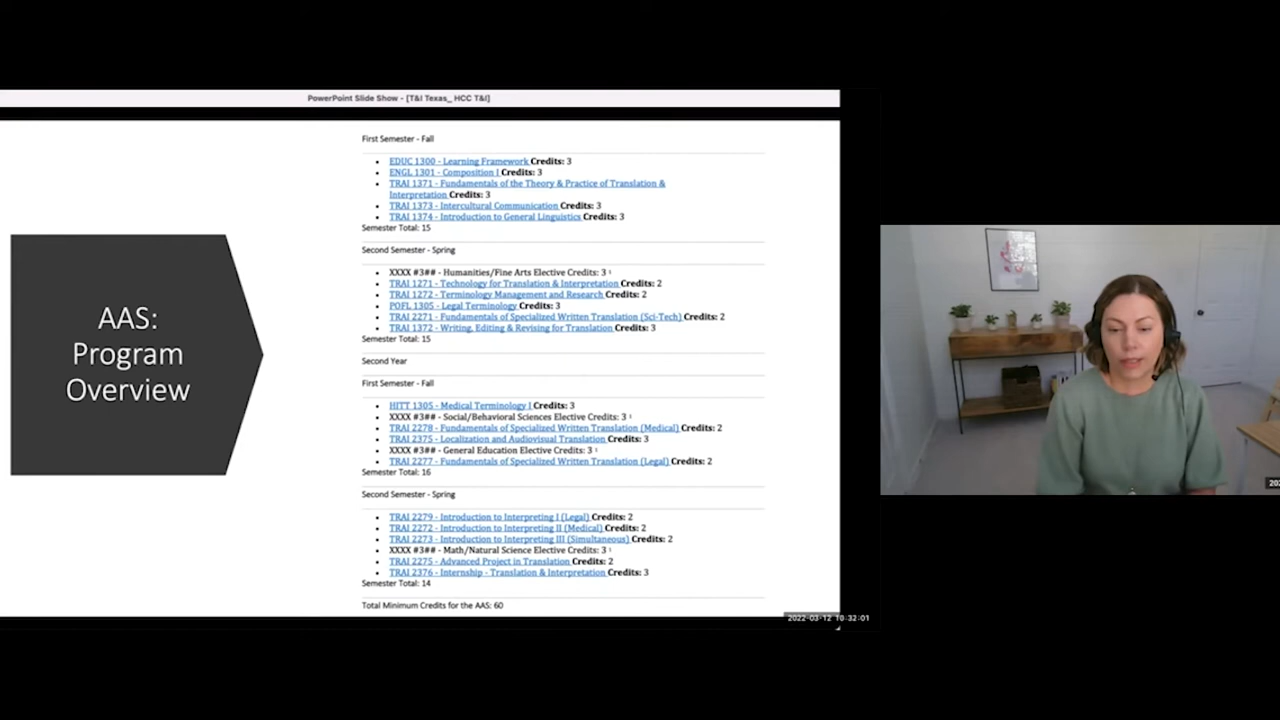 PowerPoint Slide Show - [T&I Texas_ HCC T&I]
AAS:
Program
Overview
First Semester - Fall
EDUC 1300 - Learning Framework Credits: 3
ENGL 1301 - Composition I Credits: 3
TRAI 1371 - Fundamentals of the Theory & Practice of Translation &
Interpretation Credits: 3
TRAI 1373 - Intercultural Communication Credits: 3
TRAI 1374 - Introduction to General Linguistics Credits: 3
Semester Total: 15
Second Semester - Spring
XXXX #3## - Humanities/Fine Arts Elective Credits: 3 ¹
TRAI 1271 - Technology for Translation & Interpretation Credits: 2
TRAI 1272 - Terminology Management and Research Credits: 2
POFL 1305 - Legal Terminology Credits: 3
TRAI 2271 - Fundamentals of Specialized Written Translation (Sci-Tech) Credits: 2
TRAI 1372 - Writing, Editing & Revising for Translation Credits: 3
Semester Total: 15
Second Year
First Semester - Fall
HITT 1305 - Medical Terminology I Credits: 3
XXXX #3## - Social/Behavioral Sciences Elective Credits: 3 ¹
TRAI 2278 - Fundamentals of Specialized Written Translation (Medical) Credits: 2
TRAI 2375 - Localization and Audiovisual Translation Credits: 3
XXXX #3## - General Education Elective Credits: 3 ¹
TRAI 2277 - Fundamentals of Specialized Written Translation (Legal) Credits: 2
Semester Total: 16
Second Semester - Spring
TRAI 2279 - Introduction to Interpreting I (Legal) Credits: 2
TRAI 2272 - Introduction to Interpreting II (Medical) Credits: 2
TRAI 2273 - Introduction to Interpreting III (Simultaneous) Credits: 2
XXXX #3## - Math/Natural Science Elective Credits: 3 ¹
TRAI 2275 - Advanced Project in Translation Credits: 2
TRAI 2376 - Internship - Translation & Interpretation Credits: 3
Semester Total: 14
Total Minimum Credits for the AAS: 60
2022-03-12 10:32:01